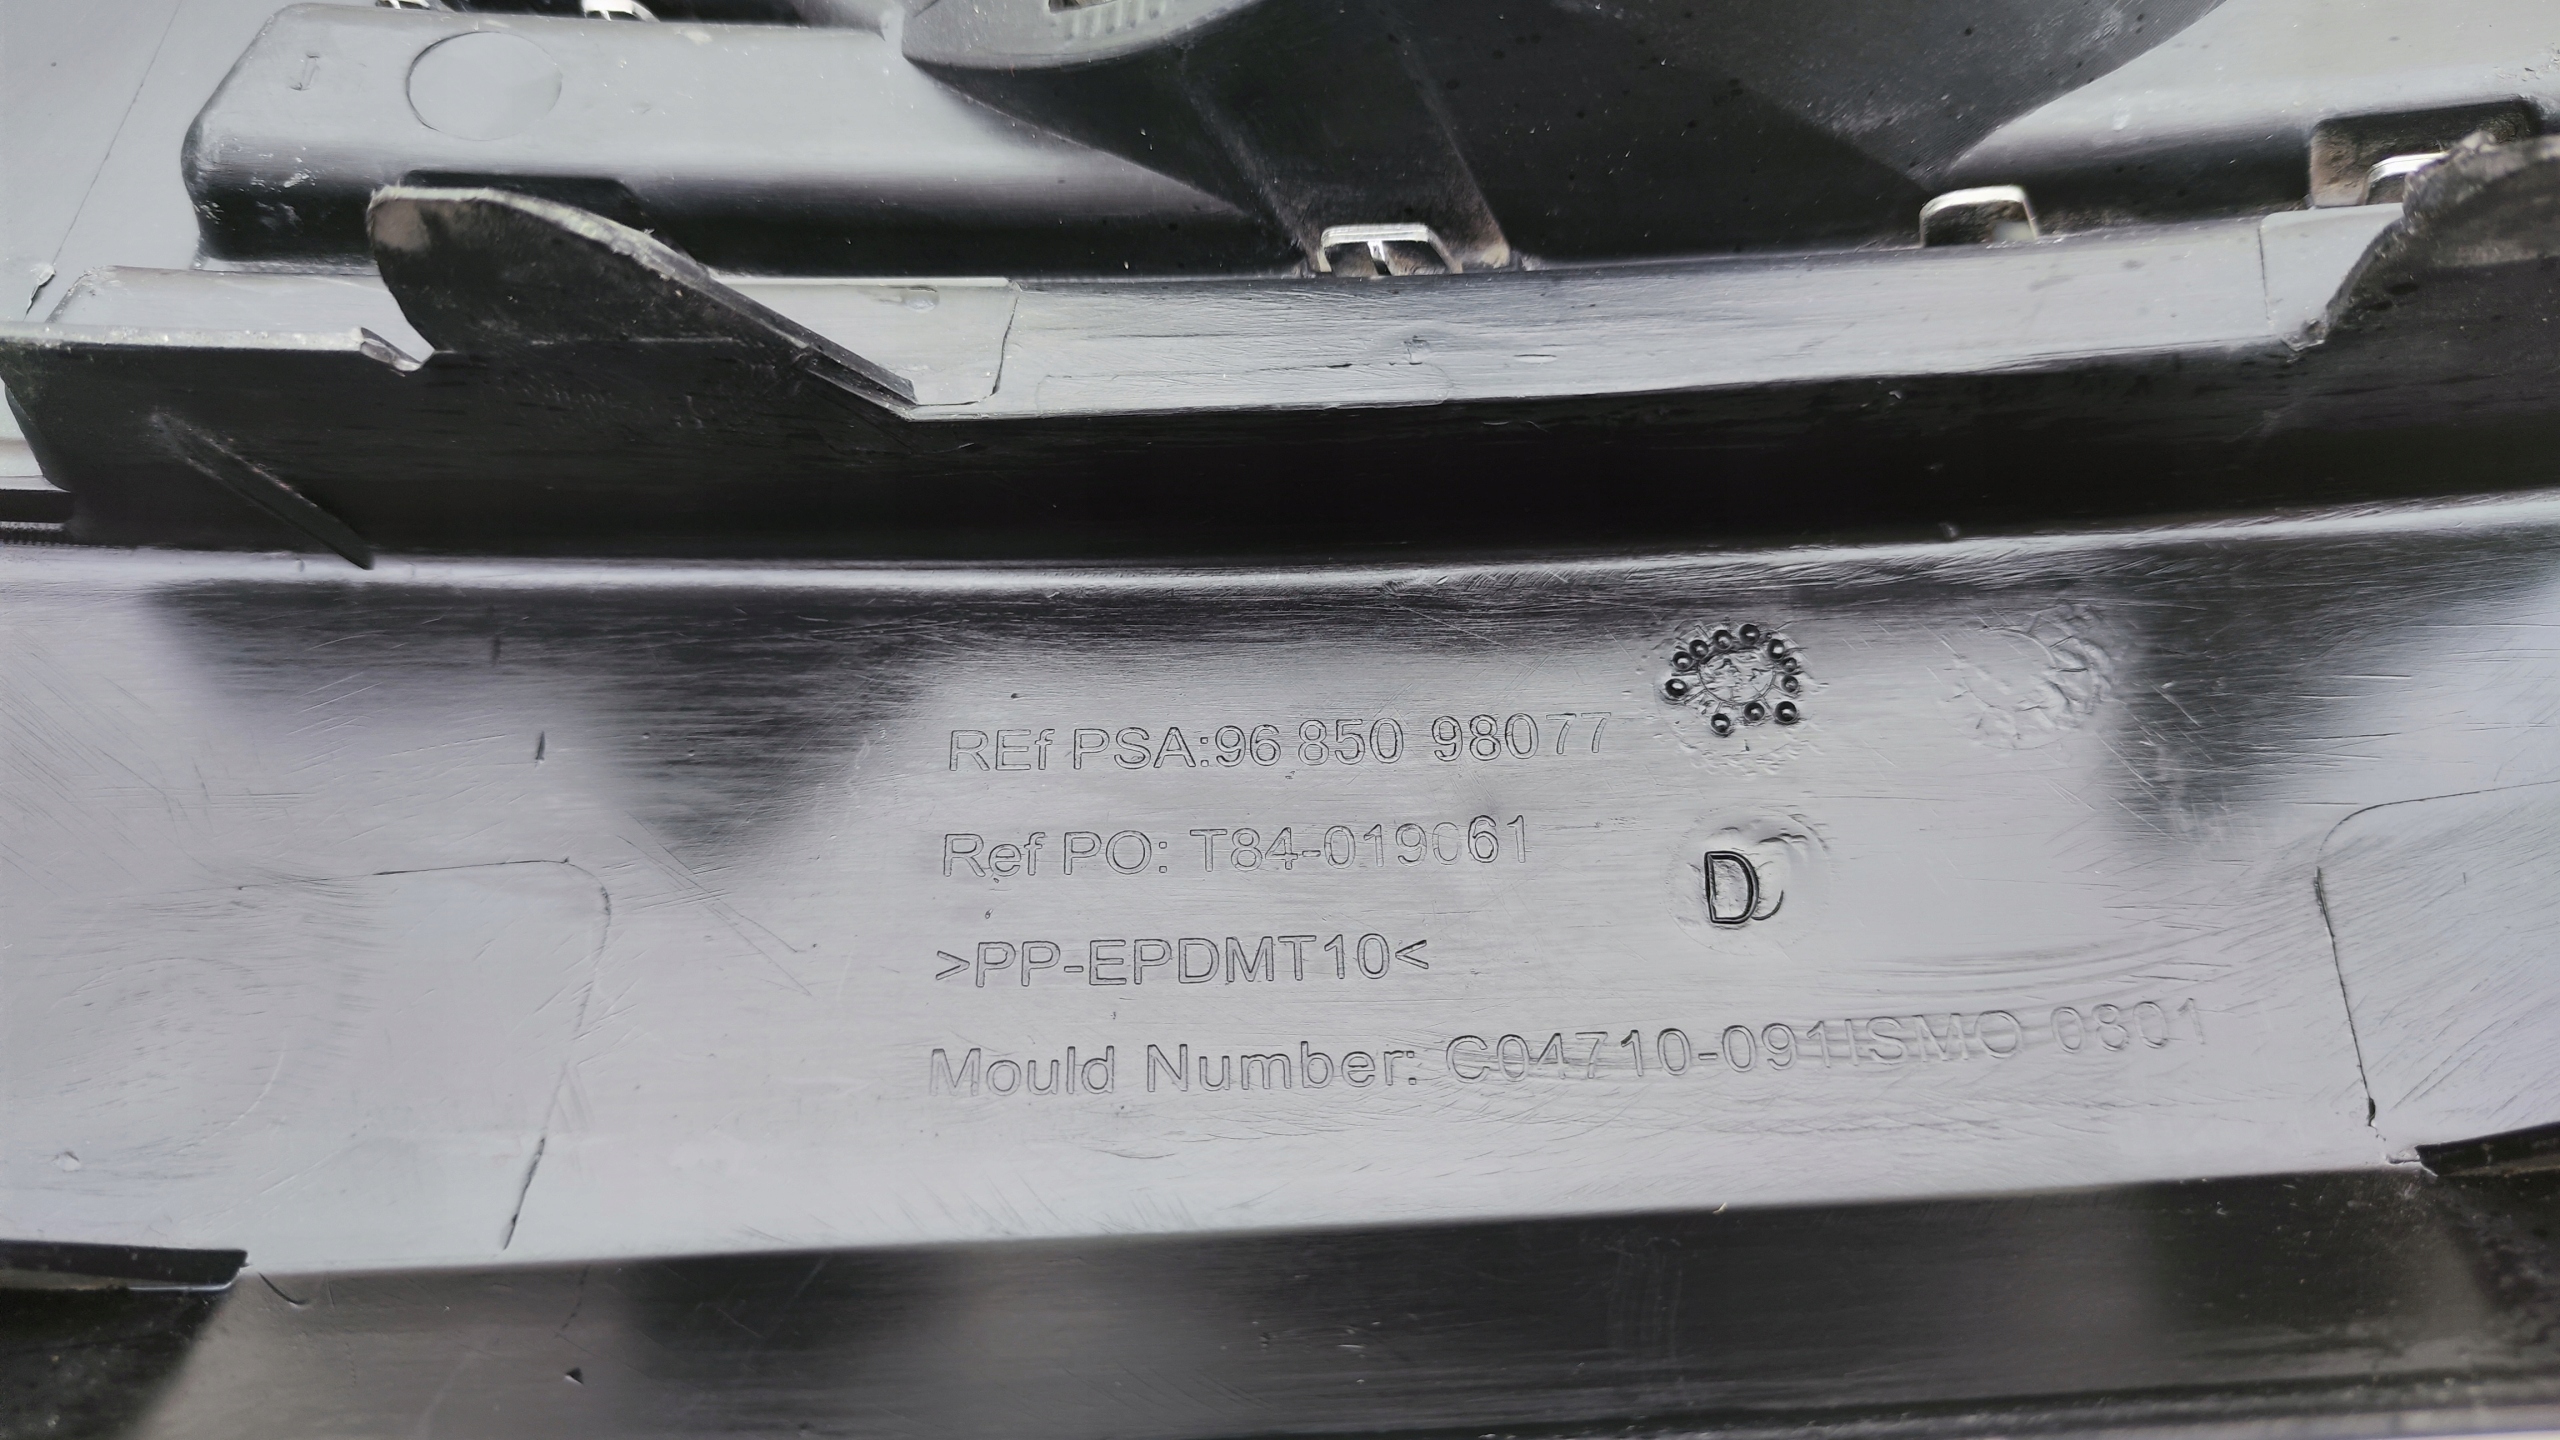 REf PSA:96 850 98077
Ref PO: T84-019061
D
>PP-EPDMT10<
Mould Number: C04710-091ISMO 0801